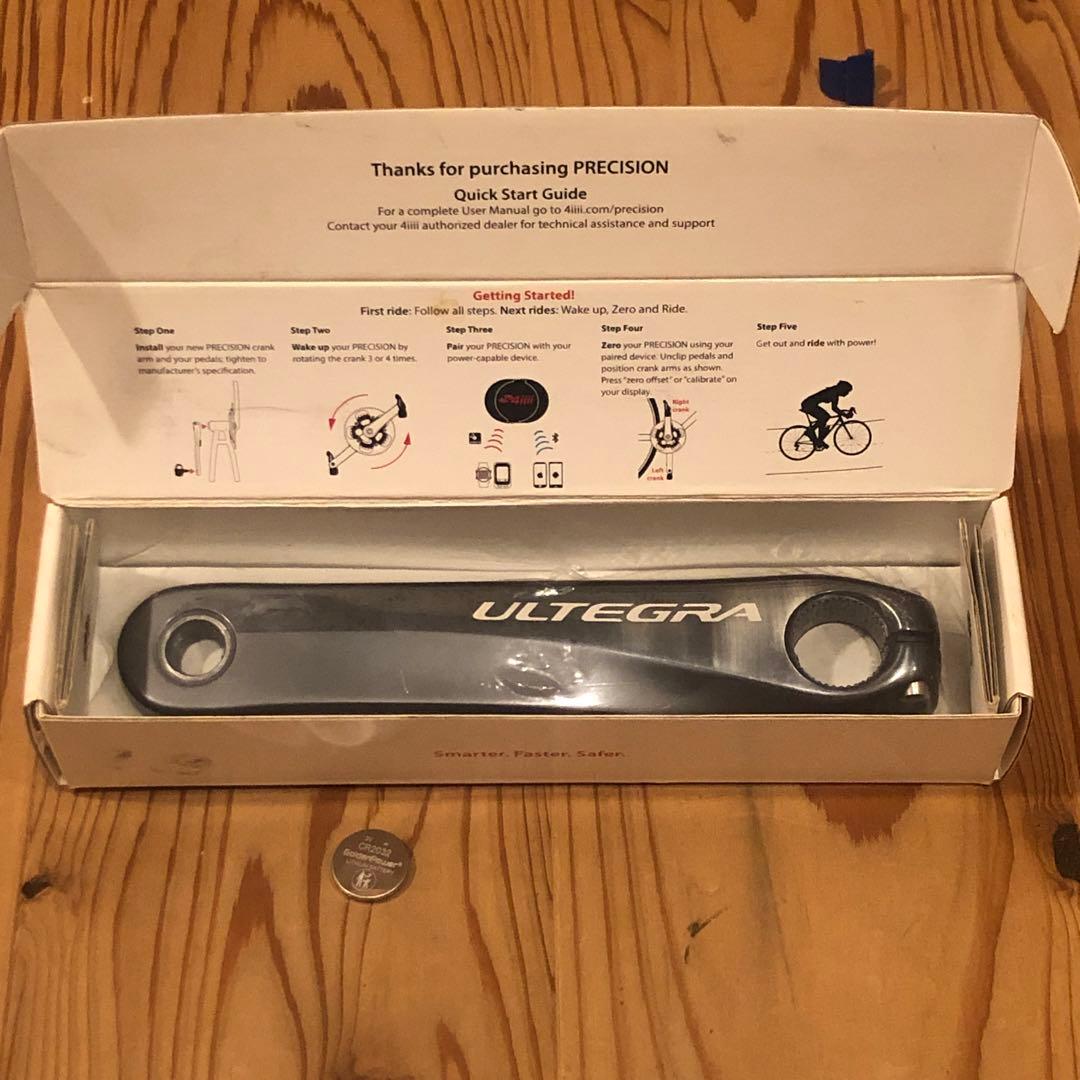 Thanks for purchasing PRECISION
Quick Start Guide
For a complete User Manual go to 4iiii.com/precision
Contact your 4iiii authorized dealer for technical assistance and support
Getting Started!
First ride: Follow all steps. Next rides: Wake up, Zero and Ride.
Step One
Install your new PRECISION crank
arm and your pedals; tighten to
manufacturer's specification.
Step Two
Wake up your PRECISION by
rotating the crank 3 or 4 times.
Step Three
Pair your PRECISION with your
power-capable device.
4iiii
Step Four
Zero your PRECISION using your
paired device. Unclip pedals and
position crank arms as shown.
Press "zero offset" or "calibrate" on
your display.
Right
crank
Left
crank
Step Five
Get out and ride with power!
ULTEGRA
Smarter. Faster. Safer.
3V +
CR2032
GoldenPower
LITHIUM BATTERY